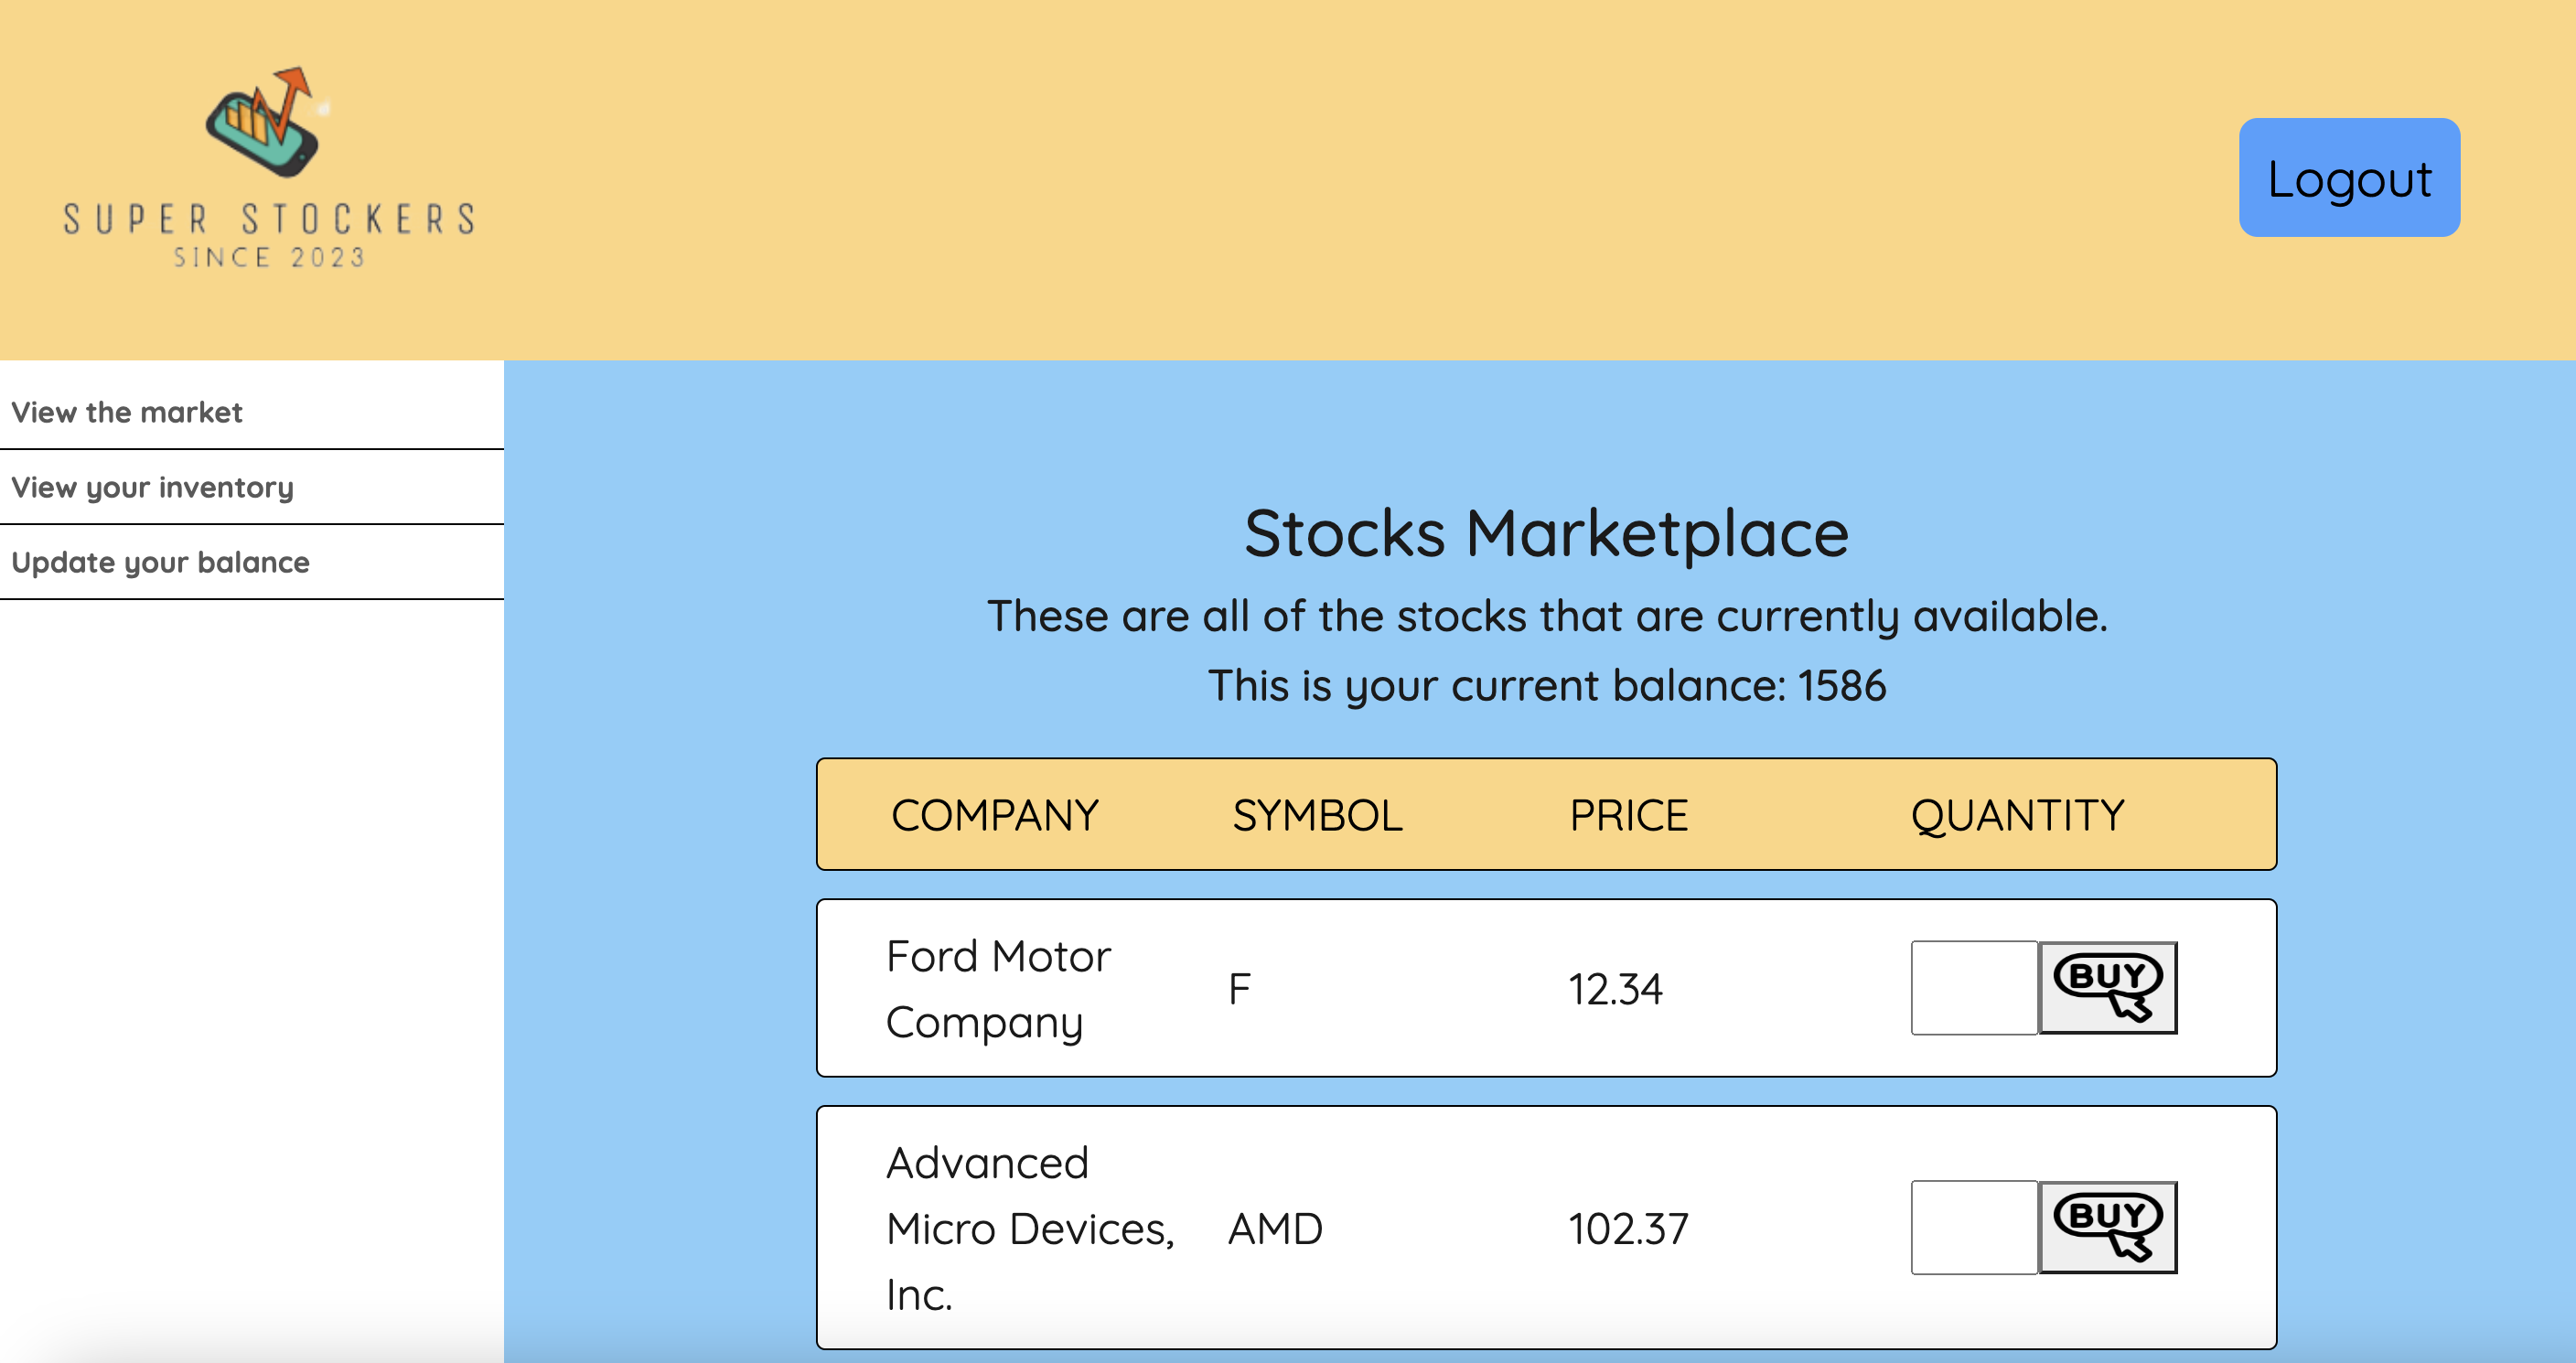 SUPER STOCKERS
SINCE 2023
Logout
View the market
View your inventory
Update your balance
Stocks Marketplace
These are all of the stocks that are currently available.
This is your current balance: 1586
COMPANY SYMBOL PRICE QUANTITY
Ford Motor
Company
F
12.34
BUY
Advanced
Micro Devices,
Inc.
AMD
102.37
BUY